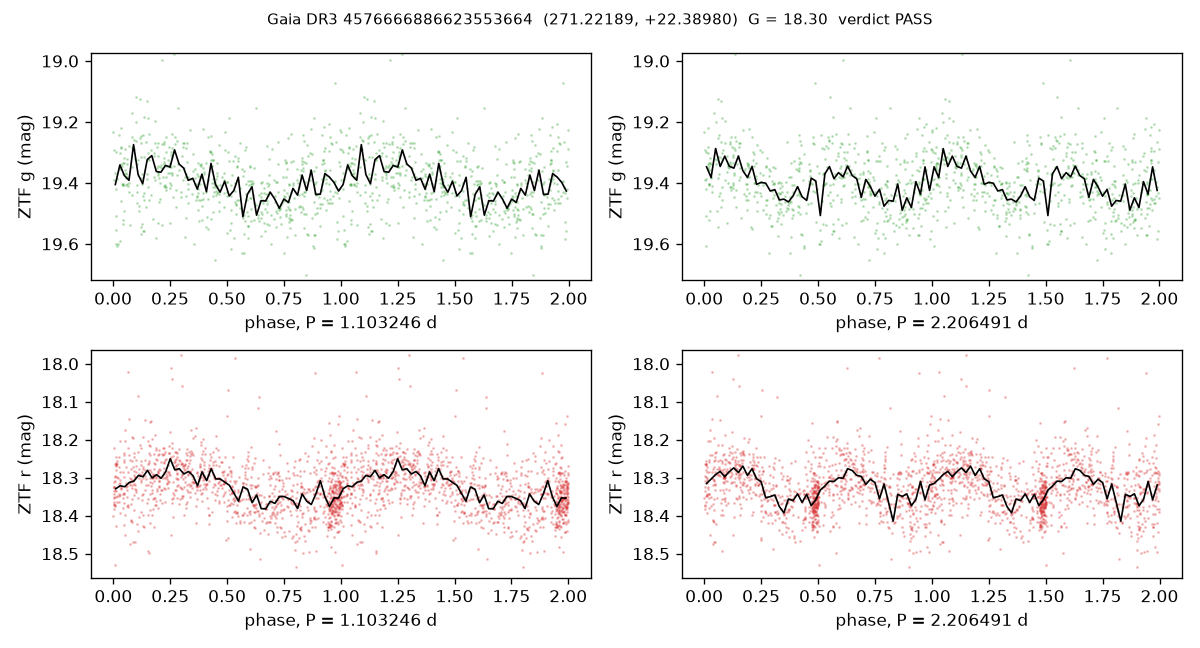 Gaia DR3 4576666886623553664  (271.22189, +22.38980)  G = 18.30  verdict PASS
ZTF g (mag)
19.0
19.2
19.4
19.6
0.00 0.25 0.50 0.75 1.00 1.25 1.50 1.75 2.00
phase, P = 1.103246 d
ZTF g (mag)
19.0
19.2
19.4
19.6
0.00 0.25 0.50 0.75 1.00 1.25 1.50 1.75 2.00
phase, P = 2.206491 d
ZTF r (mag)
18.0
18.1
18.2
18.3
18.4
18.5
0.00 0.25 0.50 0.75 1.00 1.25 1.50 1.75 2.00
phase, P = 1.103246 d
ZTF r (mag)
18.0
18.1
18.2
18.3
18.4
18.5
0.00 0.25 0.50 0.75 1.00 1.25 1.50 1.75 2.00
phase, P = 2.206491 d